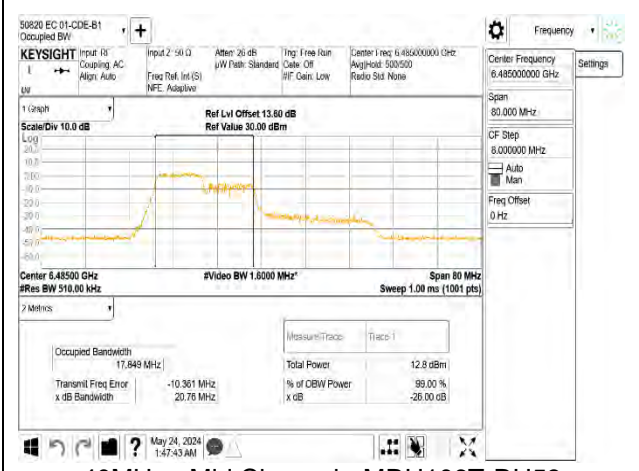 50820 EC 01-CDE-B1
Occupied BW
Frequency
KEYSIGHT Input: RF Input Z: 50 Ω Atten: 26 dB Trig: Free Run Center Freq: 6.485000000 GHz
Coupling: AC µW Path: Standard Gate: Off Avg|Hold: 500/500
Align: Auto Freq Ref: Int (S) #IF Gain: Low Radio Std: None
NFE: Adaptive
Center Frequency
6.485000000 GHz
Settings
Span
80.000 MHz
CF Step
8.000000 MHz
Auto
Man
Freq Offset
0 Hz
1 Graph
Scale/Div 10.0 dB
Ref Lvl Offset 13.60 dB
Ref Value 30.00 dBm
Log
Center 6.48500 GHz #Video BW 1.6000 MHz* Span 80 MHz
#Res BW 510.00 kHz Sweep 1.00 ms (1001 pts)
2 Metrics
Measure Trace Trace 1
Occupied Bandwidth
17.649 MHz Total Power 12.8 dBm
Transmit Freq Error -10.361 MHz % of OBW Power 99.00 %
x dB Bandwidth 20.76 MHz x dB -26.00 dB
May 24, 2024
1:47:43 AM